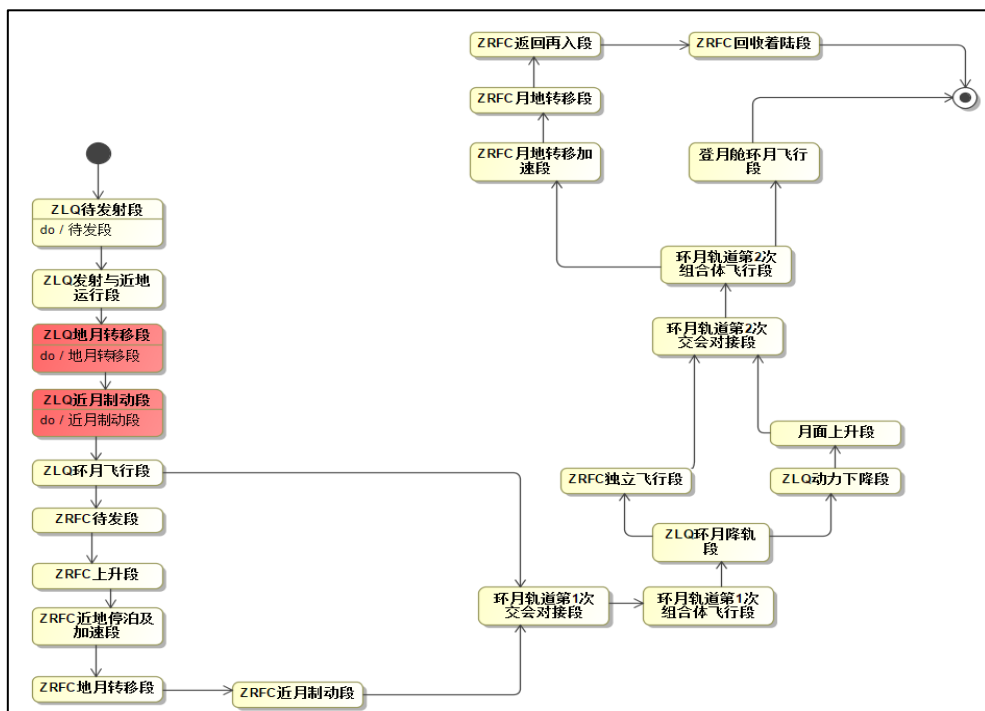 ZRFC返回再入段
ZRFC回收着陆段
ZRFC月地转移段
ZRFC月地转移加
速段
登月舱环月飞行
段
ZLQ待发射段
do / 待发段
ZLQ发射与近地
运行段
环月轨道第2次
组合体飞行段
ZLQ地月转移段
do / 地月转移段
环月轨道第2次
交会对接段
ZLQ近月制动段
do / 近月制动段
月面上升段
ZLQ环月飞行段
ZRFC独立飞行段
ZLQ动力下降段
ZRFC待发段
ZLQ环月降轨
段
ZRFC上升段
环月轨道第1次
交会对接段
环月轨道第1次
组合体飞行段
ZRFC近地停泊及
加速段
ZRFC地月转移段
ZRFC近月制动段